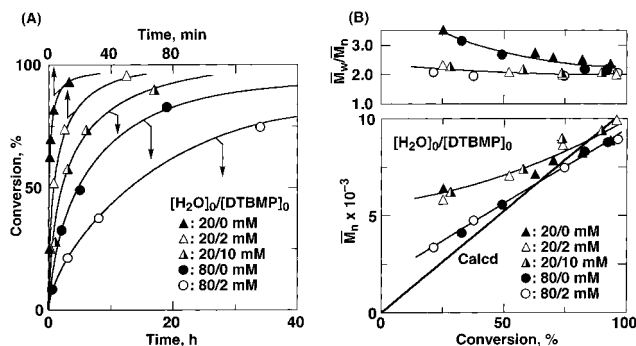 (A)
Time, min
0 40 80
Conversion, %
100
50
0
[H₂O]₀/[DTBMP]₀
▲: 20/0 mM
△: 20/2 mM
: 20/10 mM
●: 80/0 mM
○: 80/2 mM
0 10 20 30 40
Time, h
(B)
M̅w/M̅n
3.0
2.0
1.0
[H₂O]₀/[DTBMP]₀
M̅n x 10⁻³
10
5
0
▲: 20/0 mM
△: 20/2 mM
: 20/10 mM
●: 80/0 mM
○: 80/2 mM
Calcd
0 50 100
Conversion, %